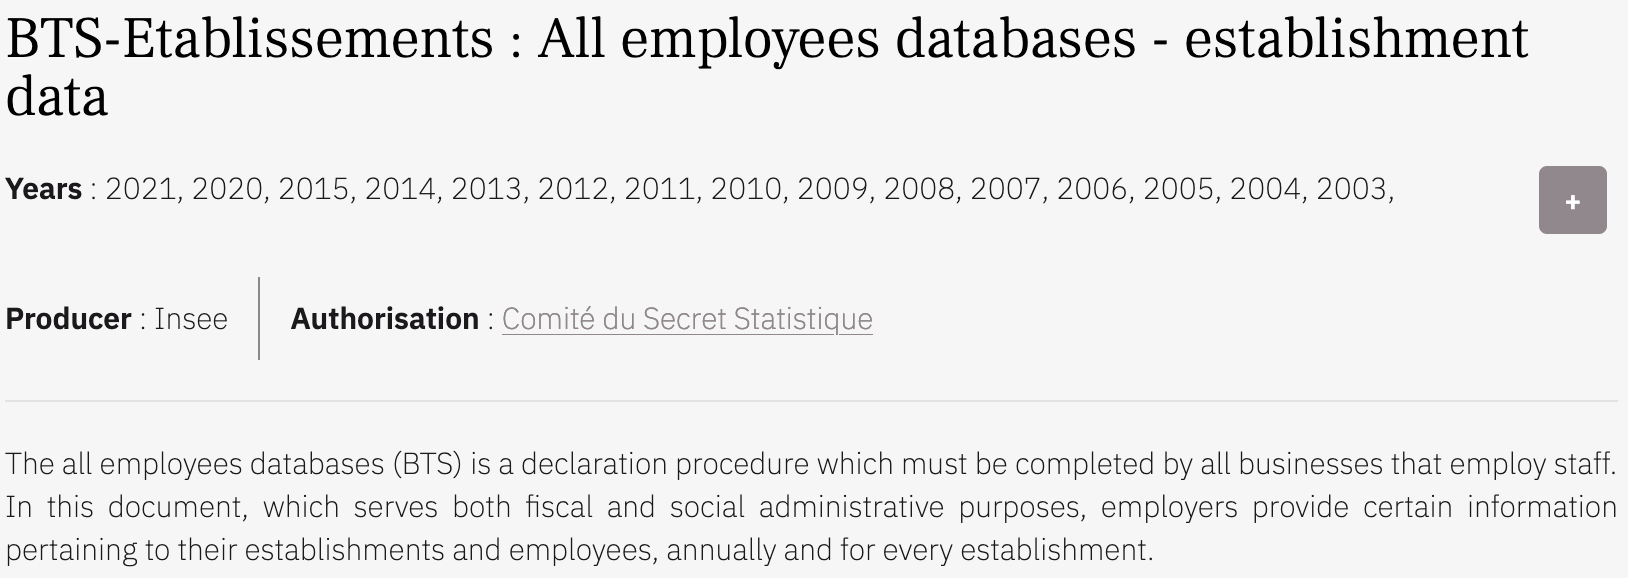 BTS-Etablissements : All employees databases - establishment
data
Years : 2021, 2020, 2015, 2014, 2013, 2012, 2011, 2010, 2009, 2008, 2007, 2006, 2005, 2004, 2003,
+
Producer : Insee
Authorisation : Comité du Secret Statistique
The all employees databases (BTS) is a declaration procedure which must be completed by all businesses that employ staff.
In this document, which serves both fiscal and social administrative purposes, employers provide certain information
pertaining to their establishments and employees, annually and for every establishment.